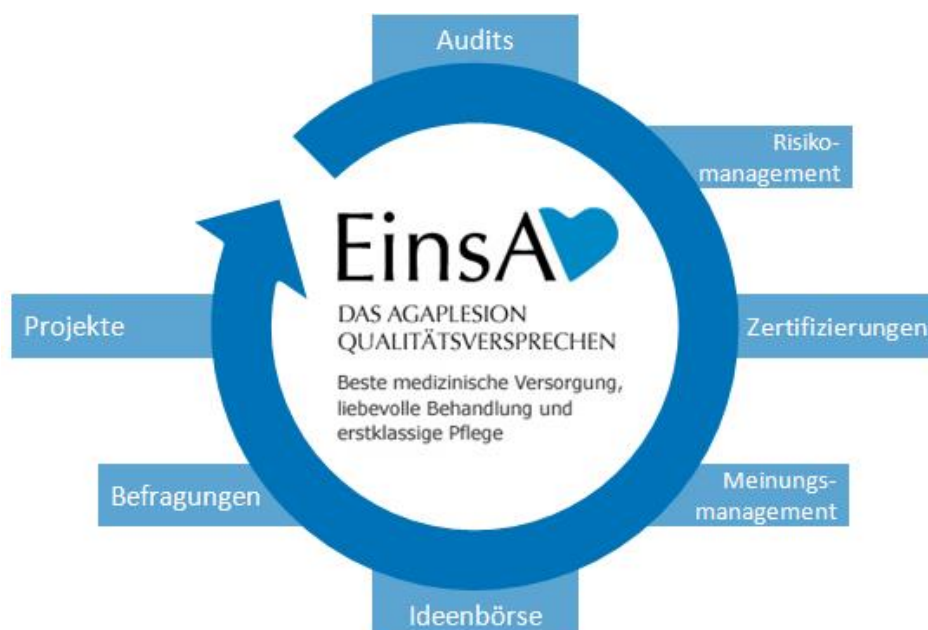 Audits
Risiko-
management
EinsA
DAS AGAPLESION
QUALITÄTSVERSPRECHEN
Beste medizinische Versorgung,
liebevolle Behandlung und
erstklassige Pflege
Projekte
Zertifizierungen
Befragungen
Meinungs-
management
Ideenbörse